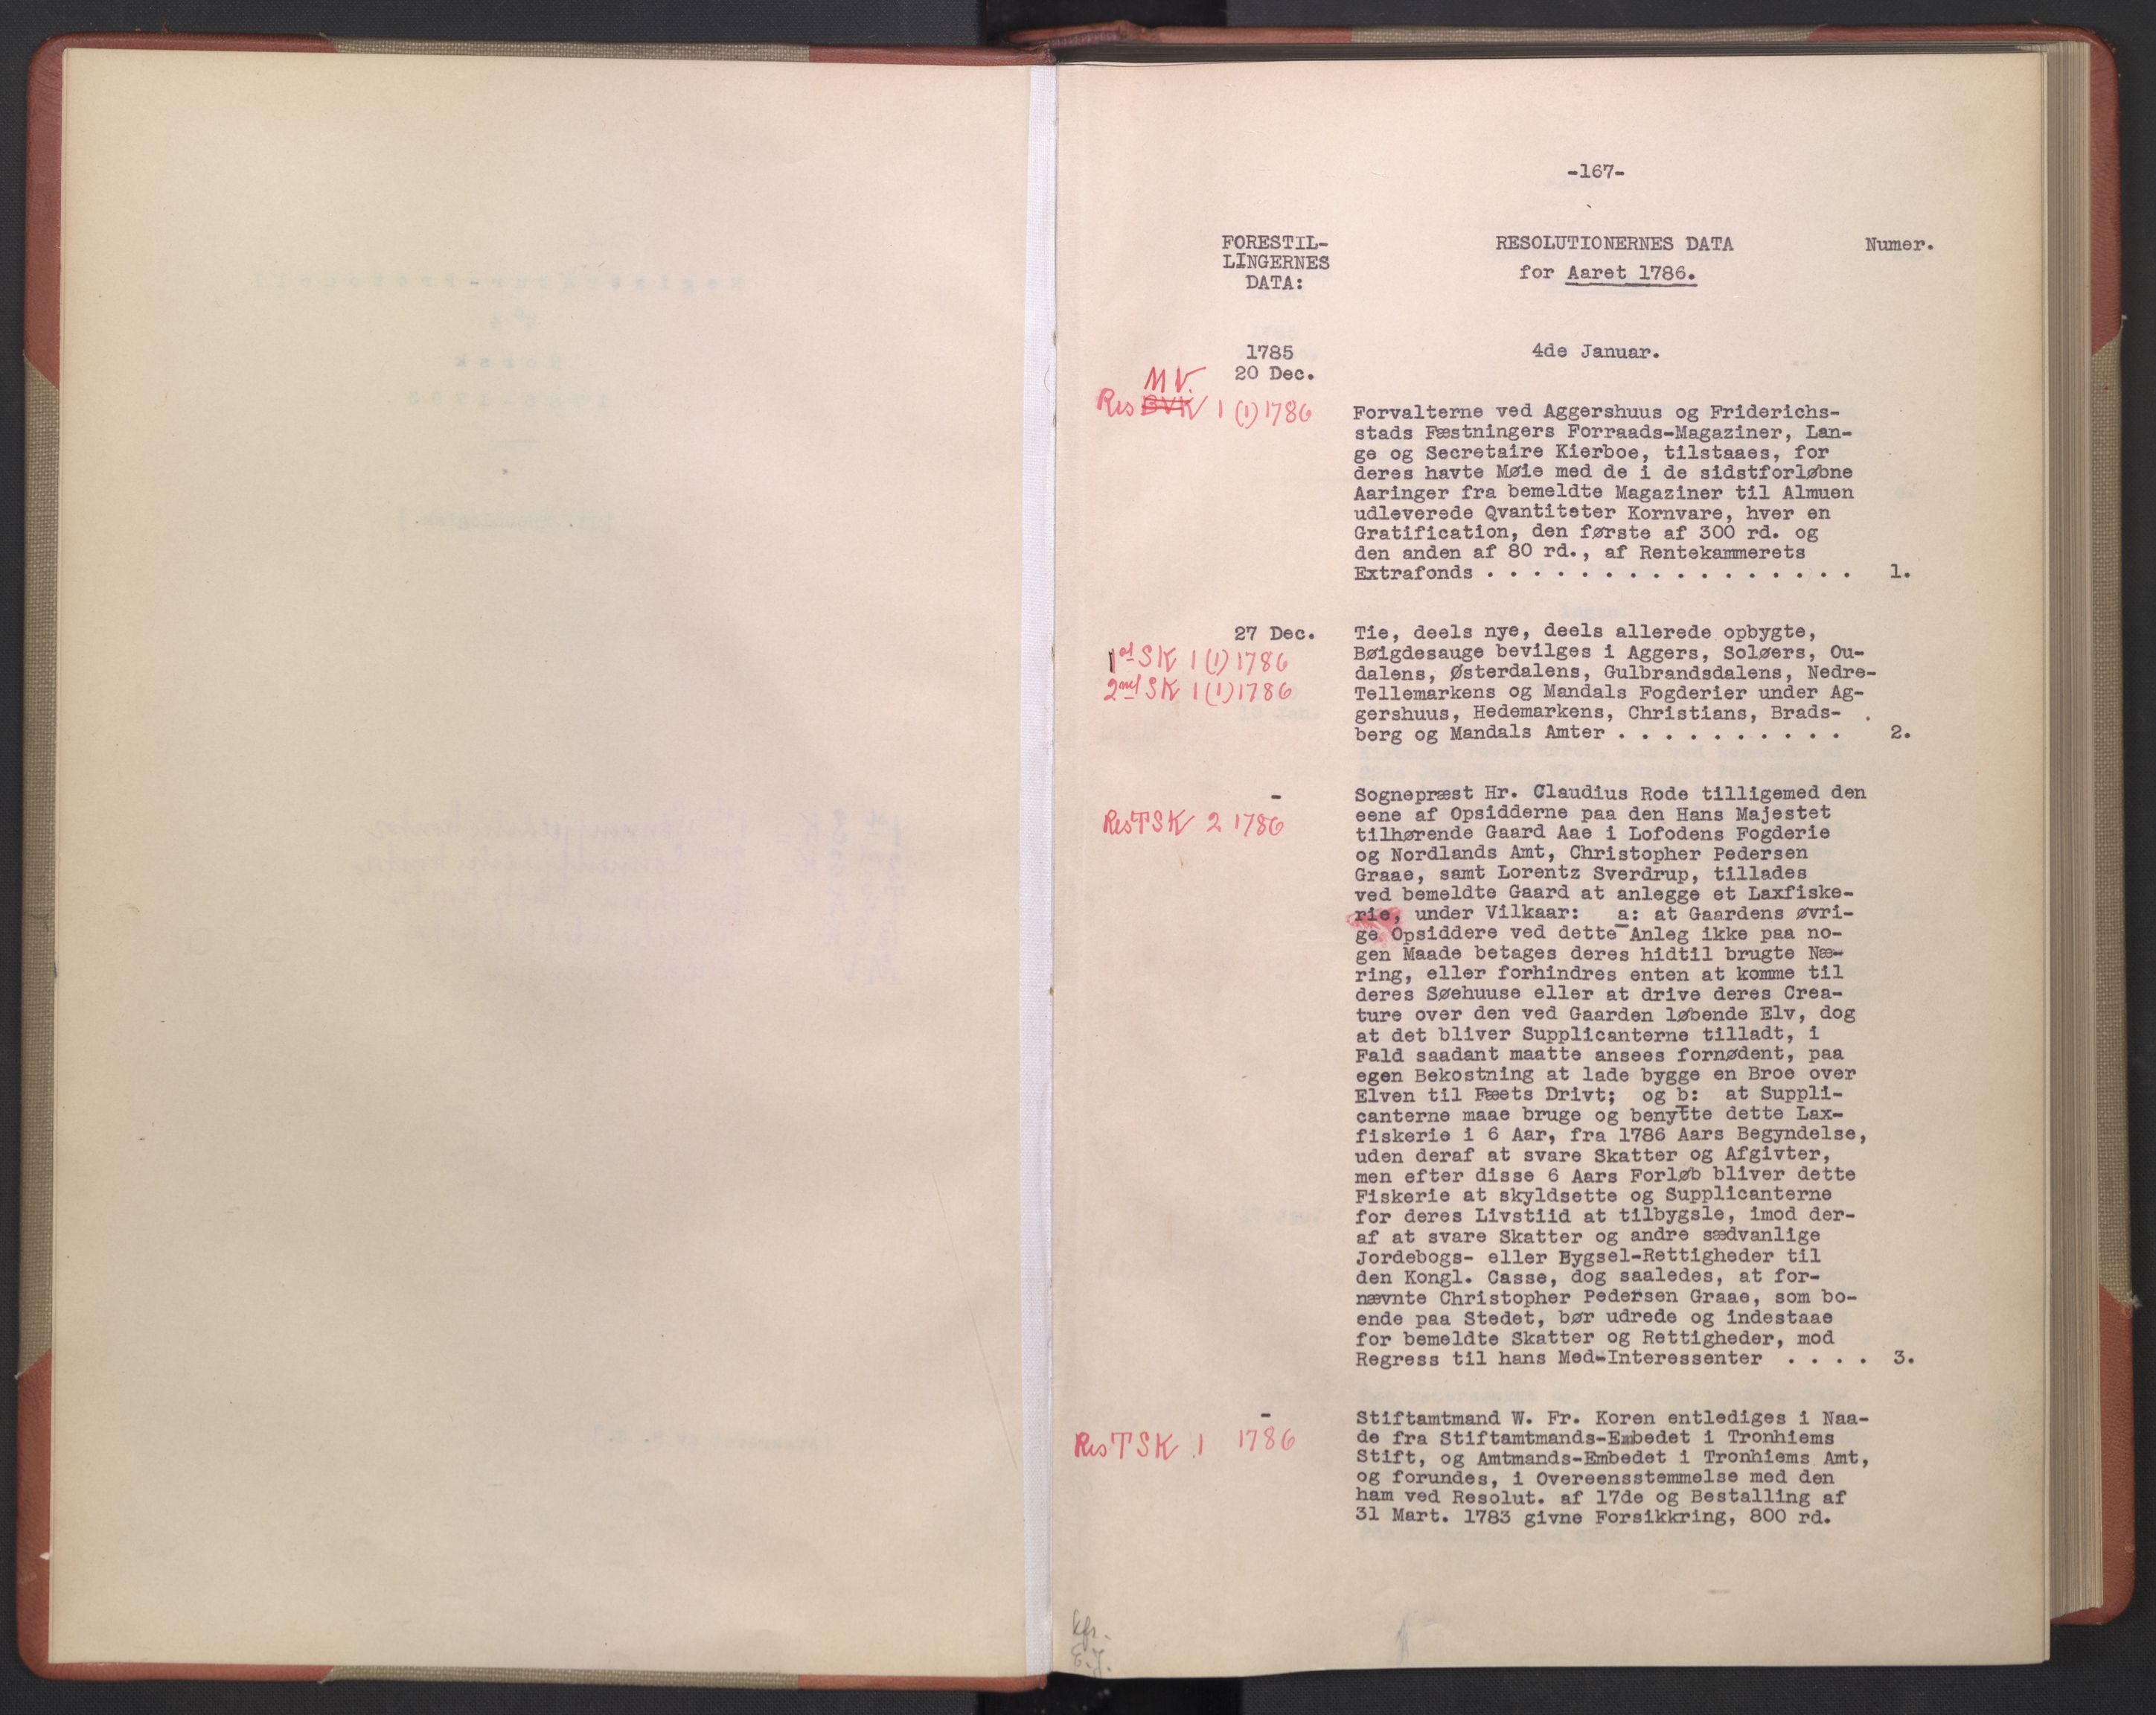 -167-
FORESTIL-
LINGERNES
DATA:
RESOLUTIONERNES DATA
for Aaret 1786.
Numer.
1785
20 Dec.
4de Januar.
M V.
Res BVK 1 (1) 1786
Forvalterne ved Aggershuus og Friderichs-
stads Fæstningers Forraads-Magaziner, Lan-
ge og Secretaire Kierboe, tilstaaes, for
deres havte Møie med de i de sidstforløbne
Aaringer fra bemeldte Magaziner til Almuen
udleverede Qvantiteter Kornvare, hver en
Gratification, den første af 300 rd. og
den anden af 80 rd., af Rentekammerets
Extrafonds . . . . . . . . . . . . . . . . 1.
27 Dec.
1st SK 1 (1) 1786
2net SK 1 (1) 1786
Tie, deels nye, deels allerede opbygte,
Bøigdesauge bevilges i Aggers, Soløers, Ou-
dalens, Østerdalens, Gulbrandsdalens, Nedre-
Tellemarkens og Mandals Fogderier under Ag-
gershuus, Hedemarkens, Christians, Brads-
berg og Mandals Amter . . . . . . . . . . 2.
-
Res TSK 2 1786
Sognepræst Hr. Claudius Rode tilligemed den
eene af Opsidderne paa den Hans Majestet
tilhørende Gaard Aae i Lofodens Fogderie
og Nordlands Amt, Christopher Pedersen
Graae, samt Lorentz Sverdrup, tillades
ved bemeldte Gaard at anlegge et Laxfiske-
rie, under Vilkaar: a: at Gaardens øvri-
ge Opsiddere ved dette Anleg ikke paa no-
gen Maade betages deres hidtil brugte Næ-
ring, eller forhindres enten at komme til
deres Søehuuse eller at drive deres Crea-
ture over den ved Gaarden løbende Elv, dog
at det bliver Supplicanterne tilladt, i
Fald saadant maatte ansees fornødent, paa
egen Bekostning at lade bygge en Broe over
Elven til Fæets Drivt; og b: at Suppli-
canterne maae bruge og benytte dette Lax-
fiskerie i 6 Aar, fra 1786 Aars Begyndelse,
uden deraf at svare Skatter og Afgivter,
men efter disse 6 Aars Forløb bliver dette
Fiskerie at skyldsette og Supplicanterne
for deres Livstiid at tilbygsle, imod der-
af at svare Skatter og andre sædvanlige
Jordebogs- eller Bygsel-Rettigheder til
den Kongl. Casse, dog saaledes, at for-
nævnte Christopher Pedersen Graae, som bo-
ende paa Stedet, bør udrede og indestaae
for bemeldte Skatter og Rettigheder, mod
Regress til hans Med-Interessenter . . . . 3.
-
Res TSK 1 1786
Stiftamtmand W. Fr. Koren entlediges i Naa-
de fra Stiftamtmands-Embedet i Tronhiems
Stift, og Amtmands-Embedet i Tronhiems Amt,
og forundes, i Overeensstemmelse med den
ham ved Resolut. af 17de og Bestalling af
31 Mart. 1783 givne Forsikkring, 800 rd.
kfr.
E.J.